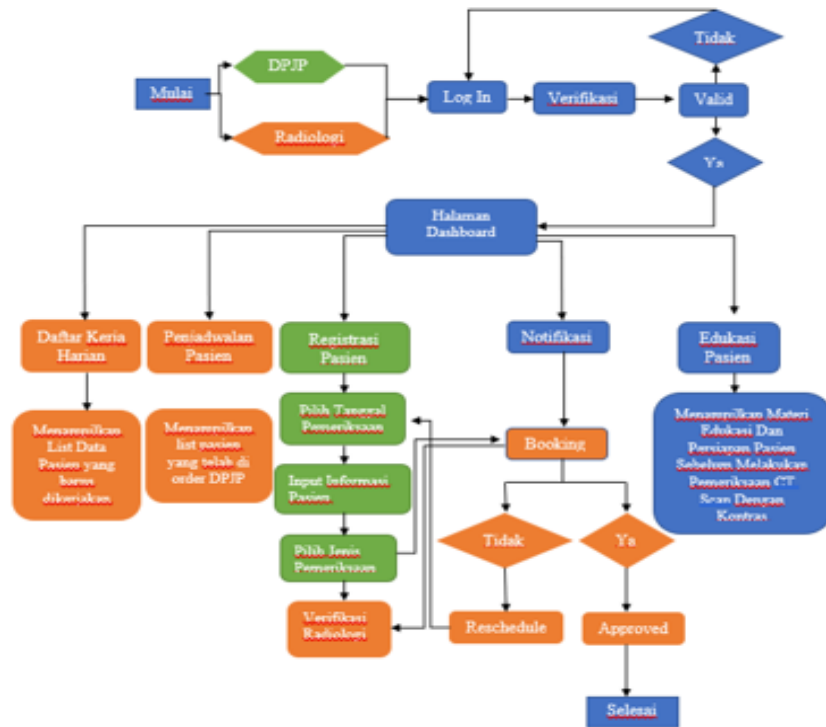 Tidak
DPJP
Mulai
Log In
Verifikasi
Valid
Radiologi
Ya
Halaman
Dashboard
Daftar Kerja
Harian
Penjadwalan
Pasien
Registrasi
Pasien
Notifikasi
Edukasi
Pasien
Menampilkan
List Data
Pasien yang
harus
dikerjakan
Menampilkan
list pasien
yang telah di
order DPJP
Pilih Tanggal
Pemeriksaan
Input Informasi
Pasien
Pilih Jenis
Pemeriksaan
Verifikasi
Radiologi
Booking
Tidak
Ya
Reschedule
Approved
Selesai
Menampilkan Materi
Edukasi Dan
Persiapan Pasien
Sebelum Melakukan
Pemeriksaan CT
Scan Dengan
Kontras